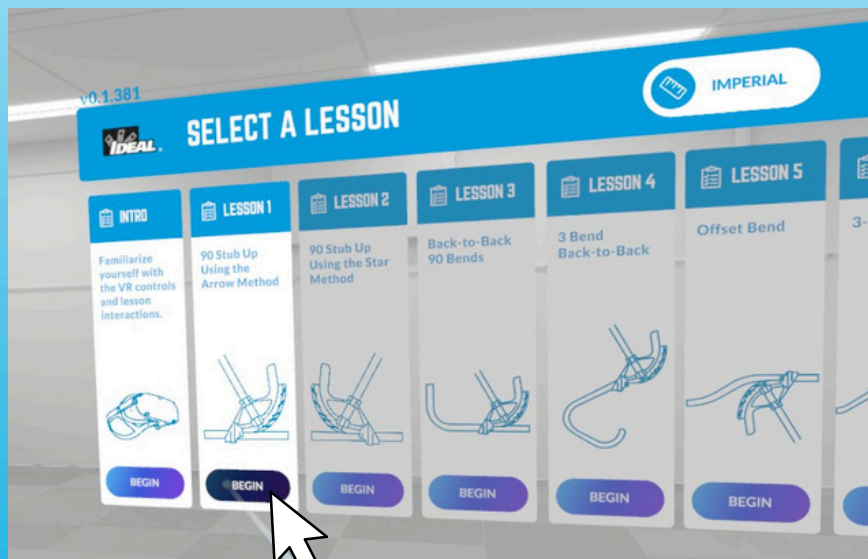 v0.1.381
IDEAL.
SELECT A LESSON
IMPERIAL
INTRO
Familiarize
yourself with
the VR controls
and lesson
interactions.
BEGIN
LESSON 1
90 Stub Up
Using the
Arrow Method
BEGIN
LESSON 2
90 Stub Up
Using the Star
Method
BEGIN
LESSON 3
Back-to-Back
90 Bends
BEGIN
LESSON 4
3 Bend
Back-to-Back
BEGIN
LESSON 5
Offset Bend
BEGIN
3-